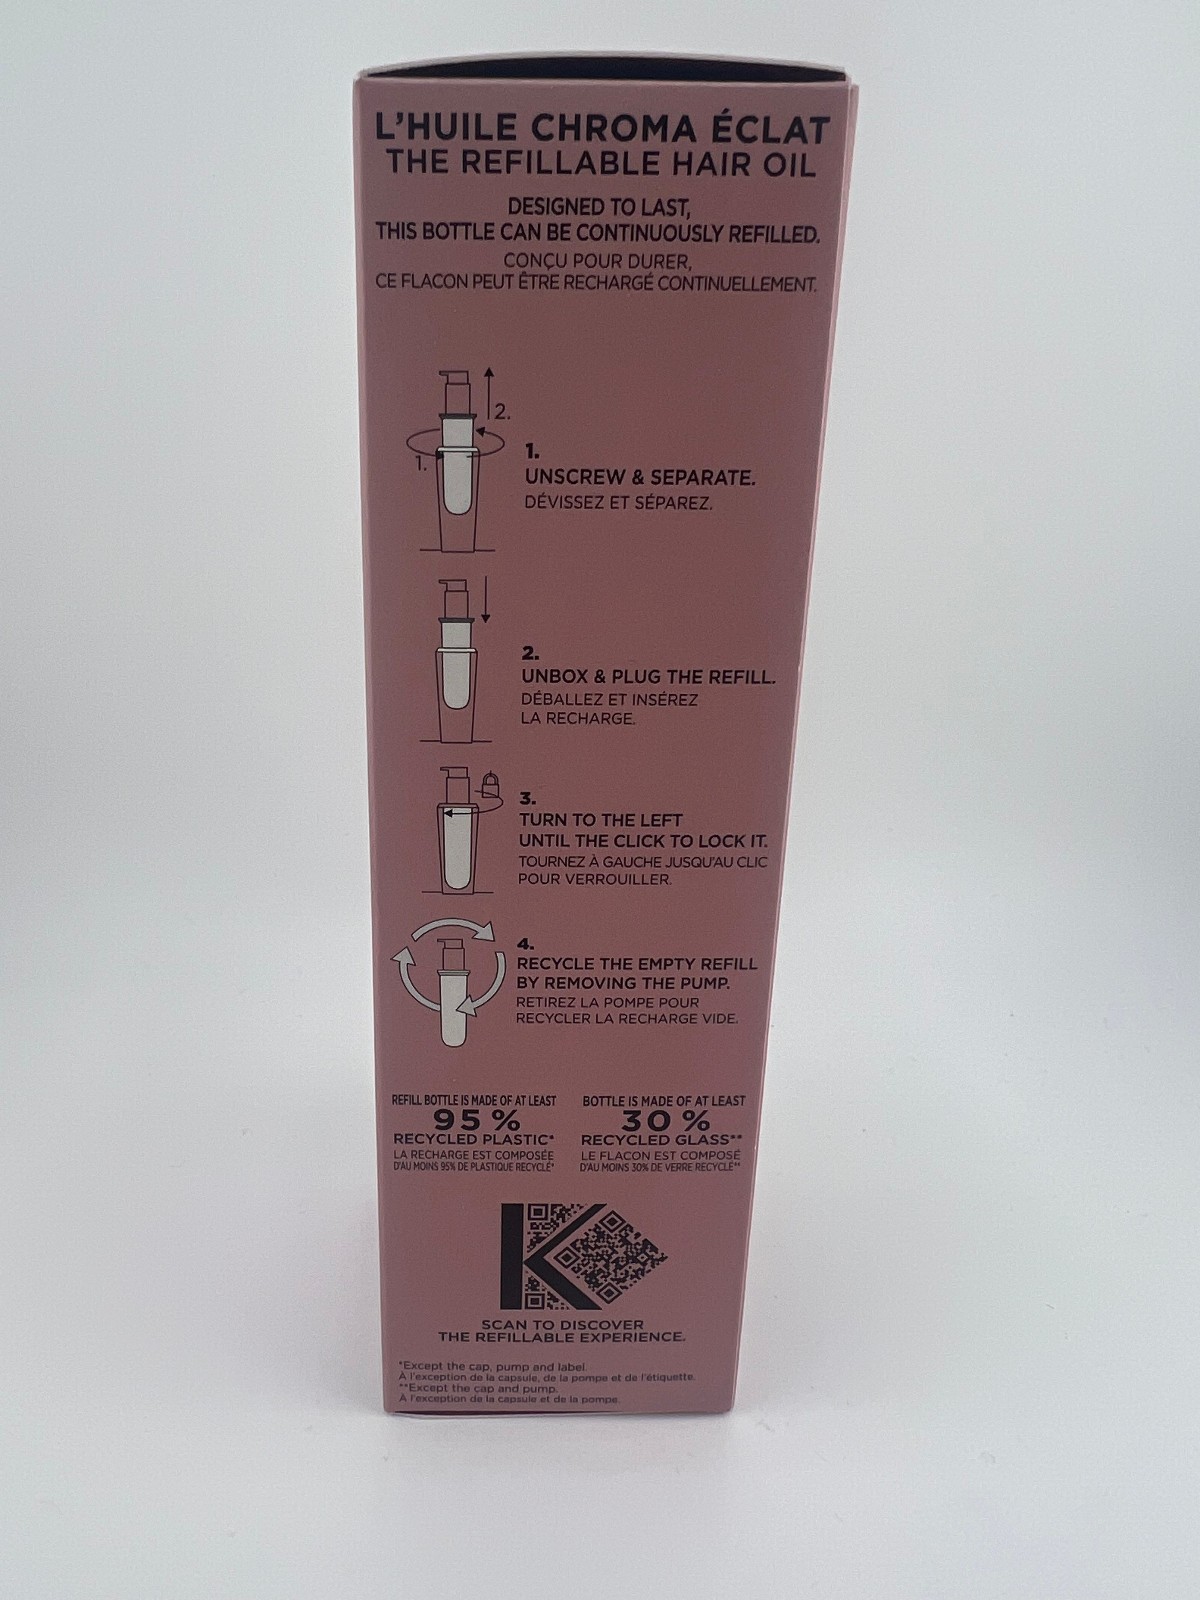 L'HUILE CHROMA ÉCLAT
THE REFILLABLE HAIR OIL
DESIGNED TO LAST,
THIS BOTTLE CAN BE CONTINUOUSLY REFILLED.
CONÇU POUR DURER,
CE FLACON PEUT ÊTRE RECHARGÉ CONTINUELLEMENT.
2.
1.
1.
UNSCREW & SEPARATE.
DÉVISSEZ ET SÉPAREZ.
2.
UNBOX & PLUG THE REFILL.
DÉBALLEZ ET INSÉREZ
LA RECHARGE.
3.
TURN TO THE LEFT
UNTIL THE CLICK TO LOCK IT.
TOURNEZ À GAUCHE JUSQU'AU CLIC
POUR VERROUILLER.
4.
RECYCLE THE EMPTY REFILL
BY REMOVING THE PUMP.
RETIREZ LA POMPE POUR
RECYCLER LA RECHARGE VIDE.
REFILL BOTTLE IS MADE OF AT LEAST
95 %
RECYCLED PLASTIC*
LA RECHARGE EST COMPOSÉE
D'AU MOINS 95% DE PLASTIQUE RECYCLÉ*
BOTTLE IS MADE OF AT LEAST
30 %
RECYCLED GLASS**
LE FLACON EST COMPOSÉ
D'AU MOINS 30% DE VERRE RECYCLÉ**
K
SCAN TO DISCOVER
THE REFILLABLE EXPERIENCE.
*Except the cap, pump and label.
À l'exception de la capsule, de la pompe et de l'étiquette.
**Except the cap and pump.
À l'exception de la capsule et de la pompe.